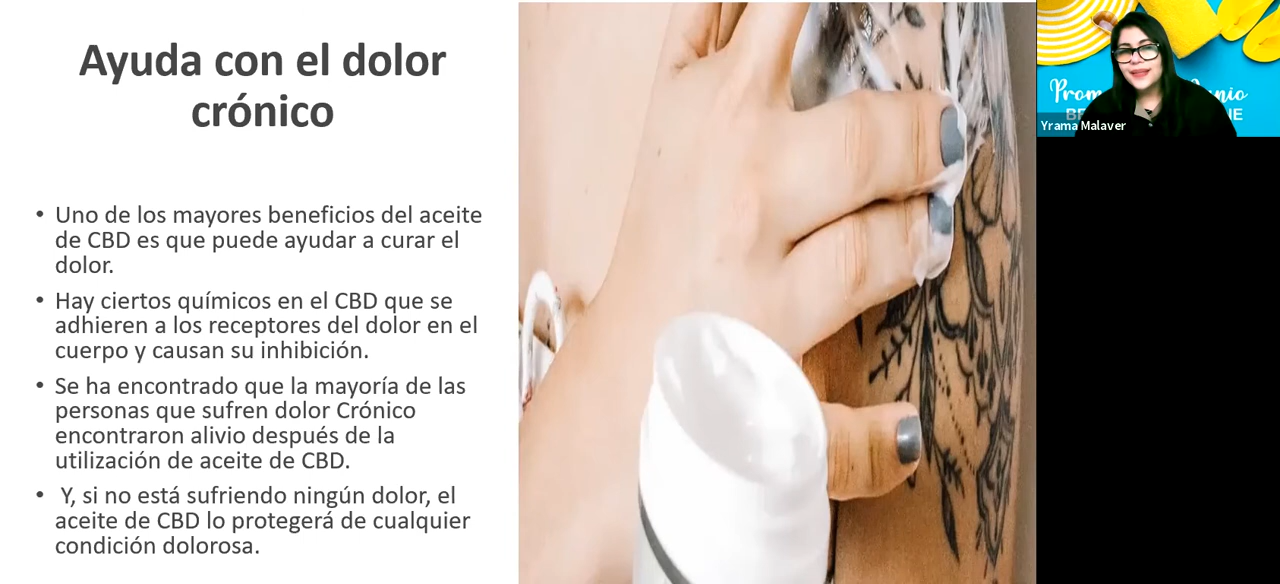 Ayuda con el dolor
crónico
• Uno de los mayores beneficios del aceite
de CBD es que puede ayudar a curar el
dolor.
• Hay ciertos químicos en el CBD que se
adhieren a los receptores del dolor en el
cuerpo y causan su inhibición.
• Se ha encontrado que la mayoría de las
personas que sufren dolor Crónico
encontraron alivio después de la
utilización de aceite de CBD.
• Y, si no está sufriendo ningún dolor, el
aceite de CBD lo protegerá de cualquier
condición dolorosa.
Yrama Malaver